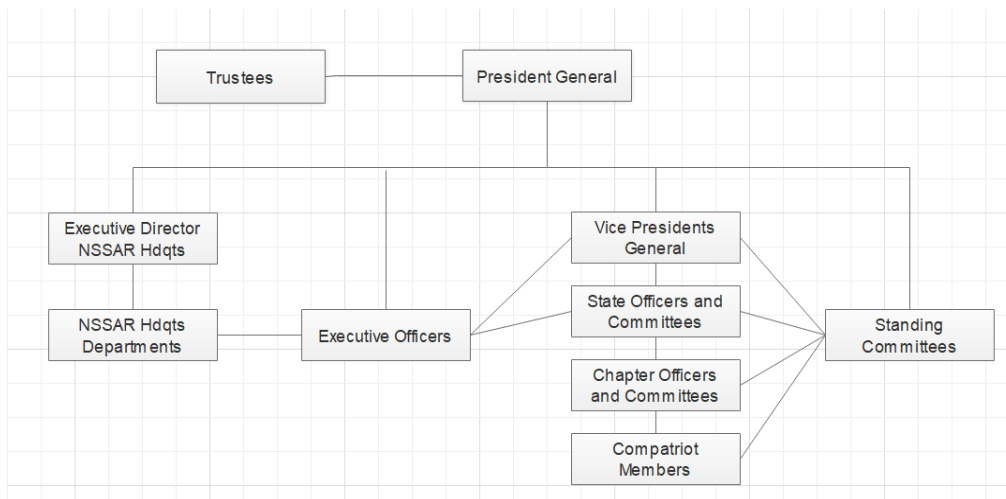 Trustees
President General
Executive Director
NSSAR Hdqts
Vice Presidents
General
State Officers and
Committees
NSSAR Hdqts
Departments
Executive Officers
Standing
Committees
Chapter Officers
and Committees
Compatriot
Members